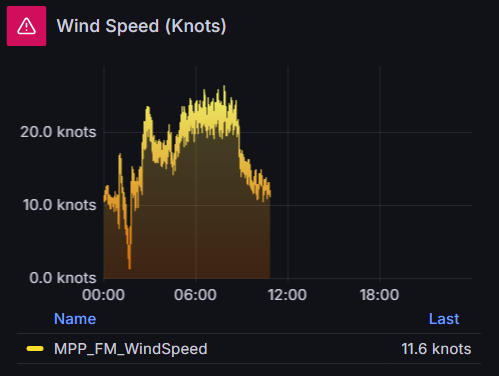 Wind Speed (Knots)
20.0 knots
10.0 knots
0.0 knots
00:00 06:00 12:00 18:00
Name Last
MPP_FM_WindSpeed 11.6 knots